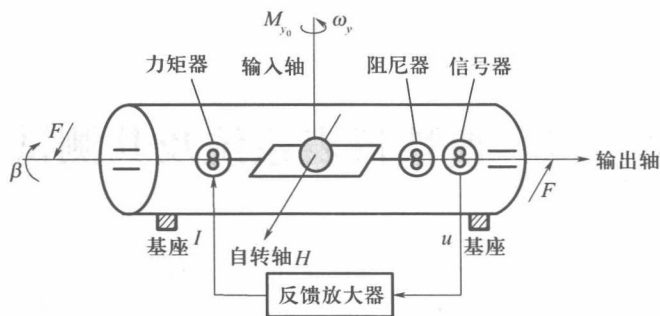 M_{y_0} ω_y
力矩器 输入轴 阻尼器 信号器
F
β
输出轴
F
基座 I
自转轴H
u 基座
反馈放大器